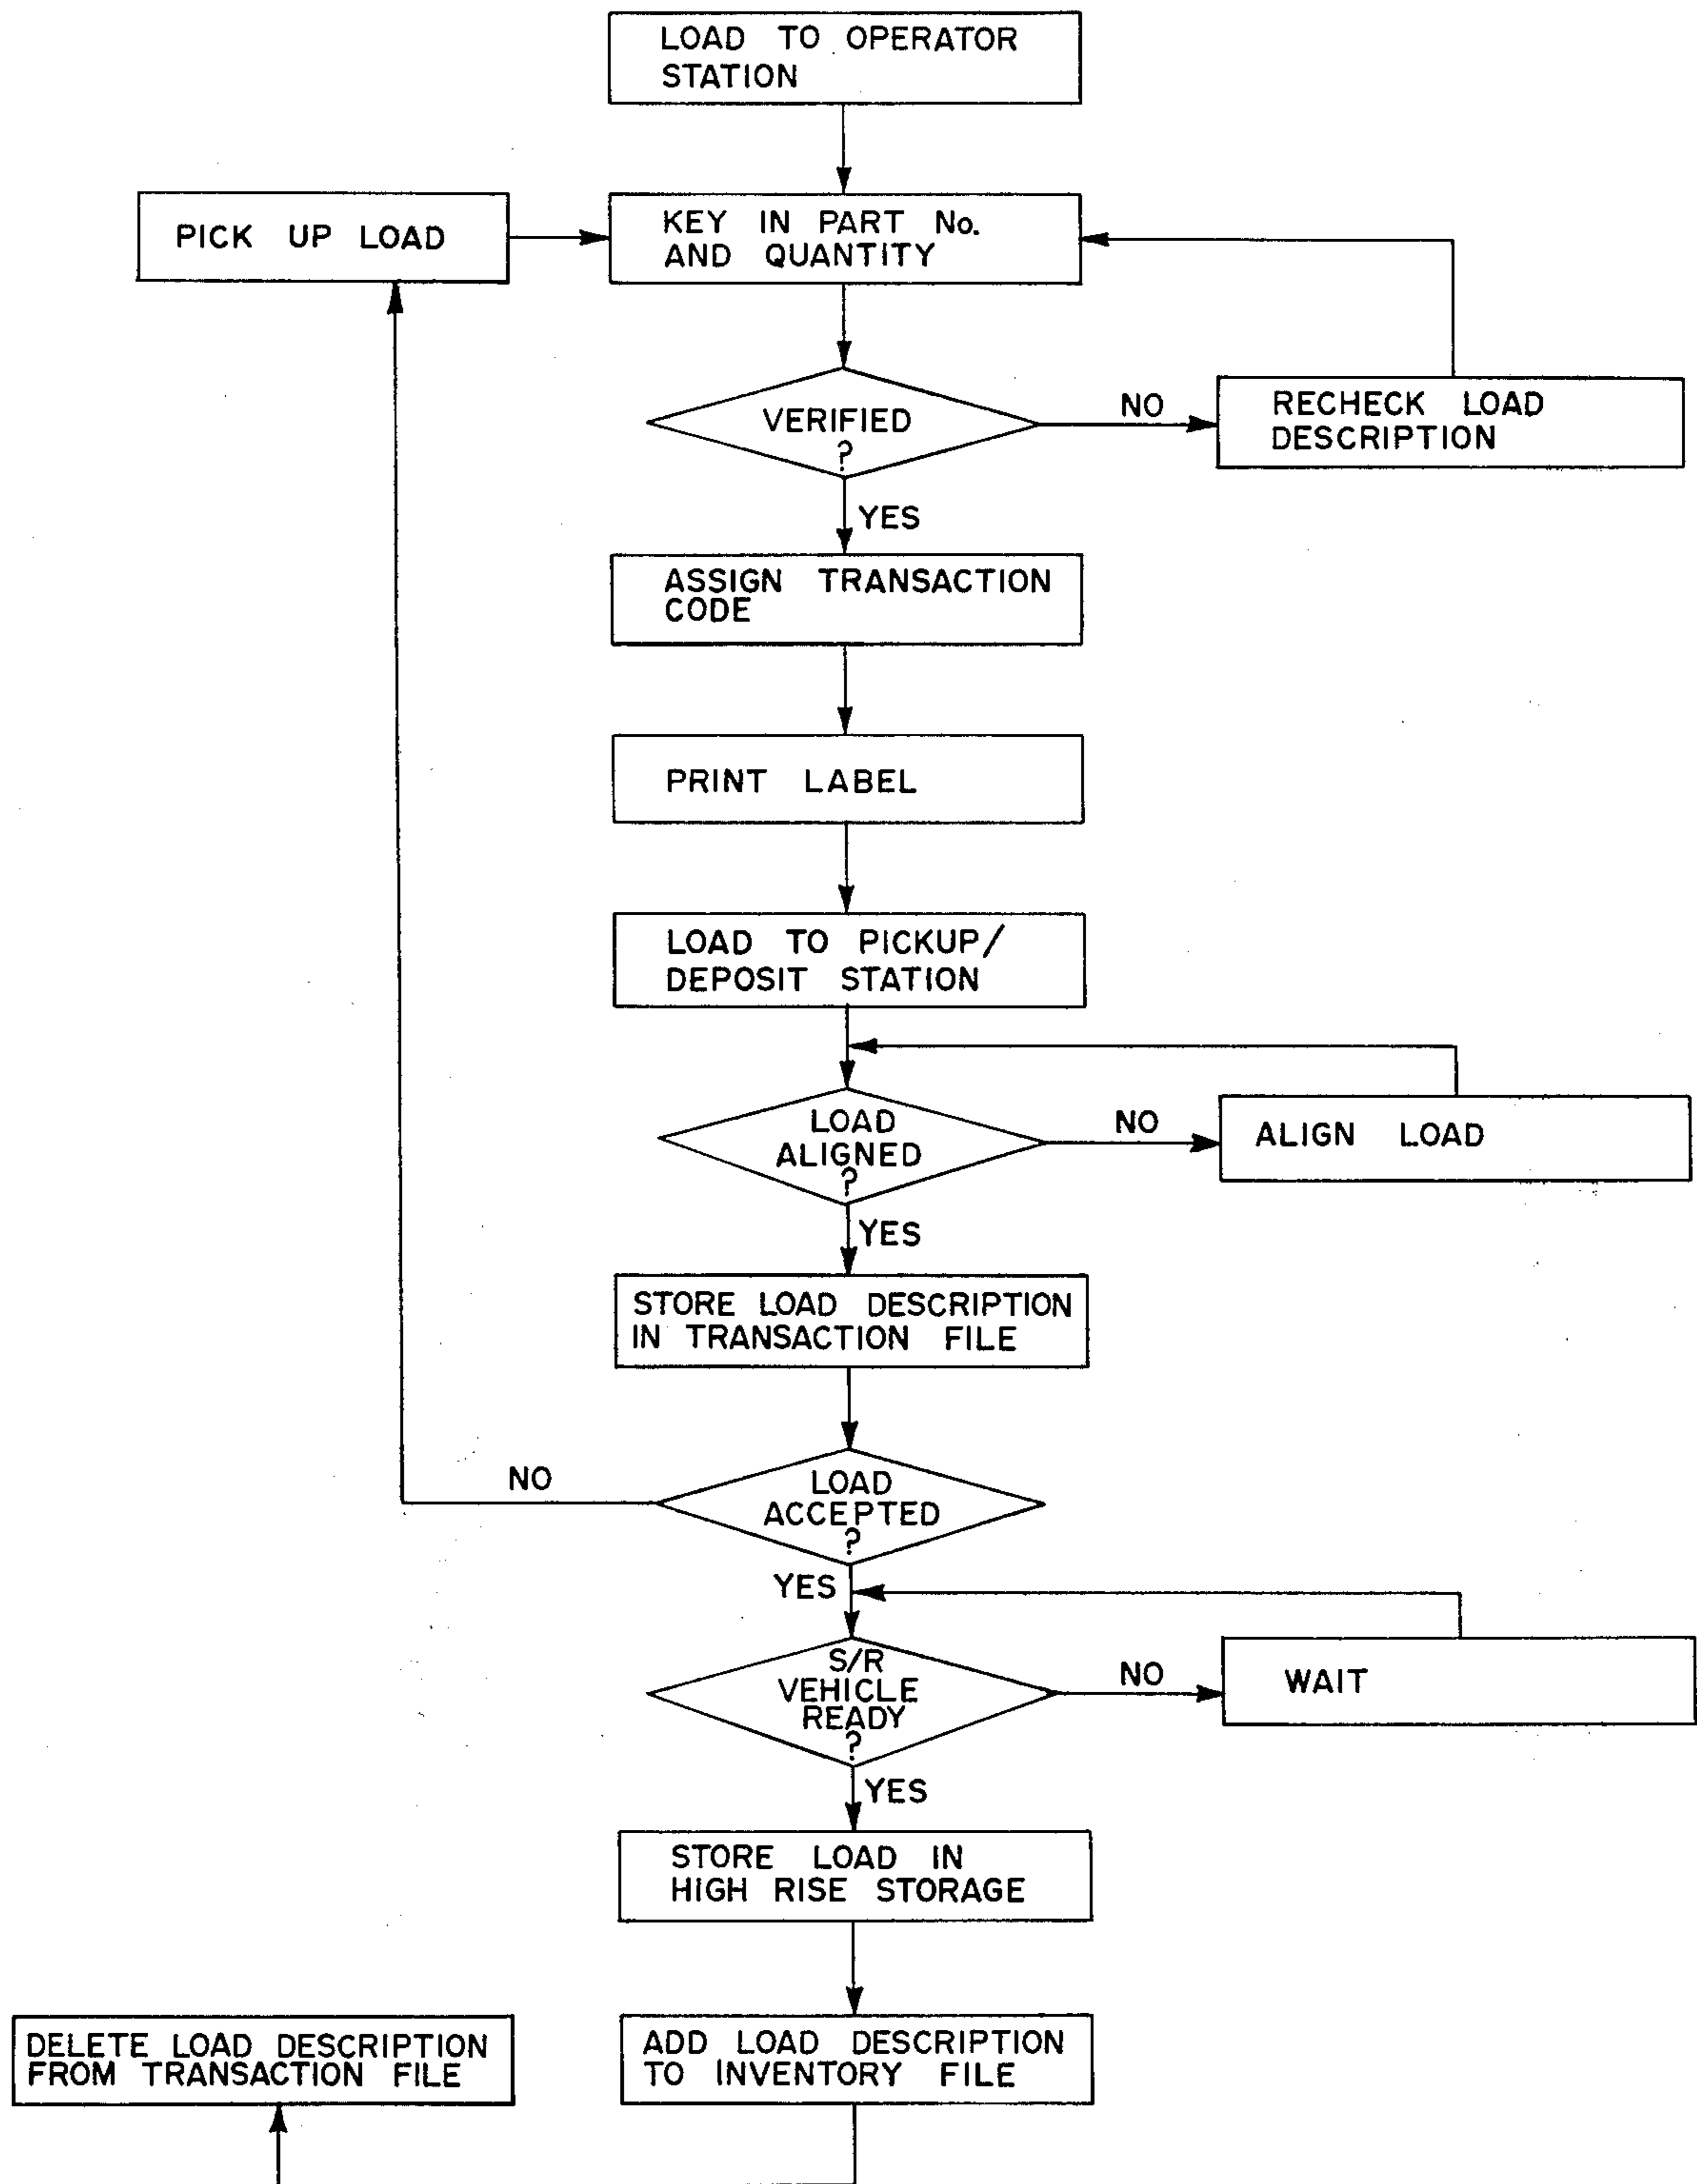 LOAD TO OPERATOR
STATION
PICK UP LOAD
KEY IN PART No.
AND QUANTITY
VERIFIED
?
NO
RECHECK LOAD
DESCRIPTION
YES
ASSIGN TRANSACTION
CODE
PRINT LABEL
LOAD TO PICKUP/
DEPOSIT STATION
LOAD
ALIGNED
?
NO
ALIGN LOAD
YES
STORE LOAD DESCRIPTION
IN TRANSACTION FILE
NO
LOAD
ACCEPTED
?
YES
S/R
VEHICLE
READY
?
NO
WAIT
YES
STORE LOAD IN
HIGH RISE STORAGE
DELETE LOAD DESCRIPTION
FROM TRANSACTION FILE
ADD LOAD DESCRIPTION
TO INVENTORY FILE